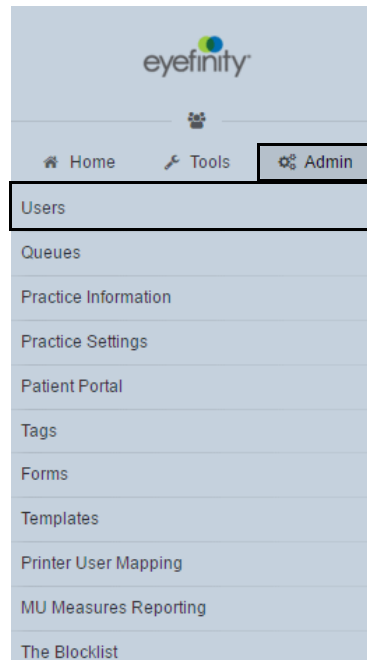 eyefinity
Home Tools Admin
Users
Queues
Practice Information
Practice Settings
Patient Portal
Tags
Forms
Templates
Printer User Mapping
MU Measures Reporting
The Blocklist